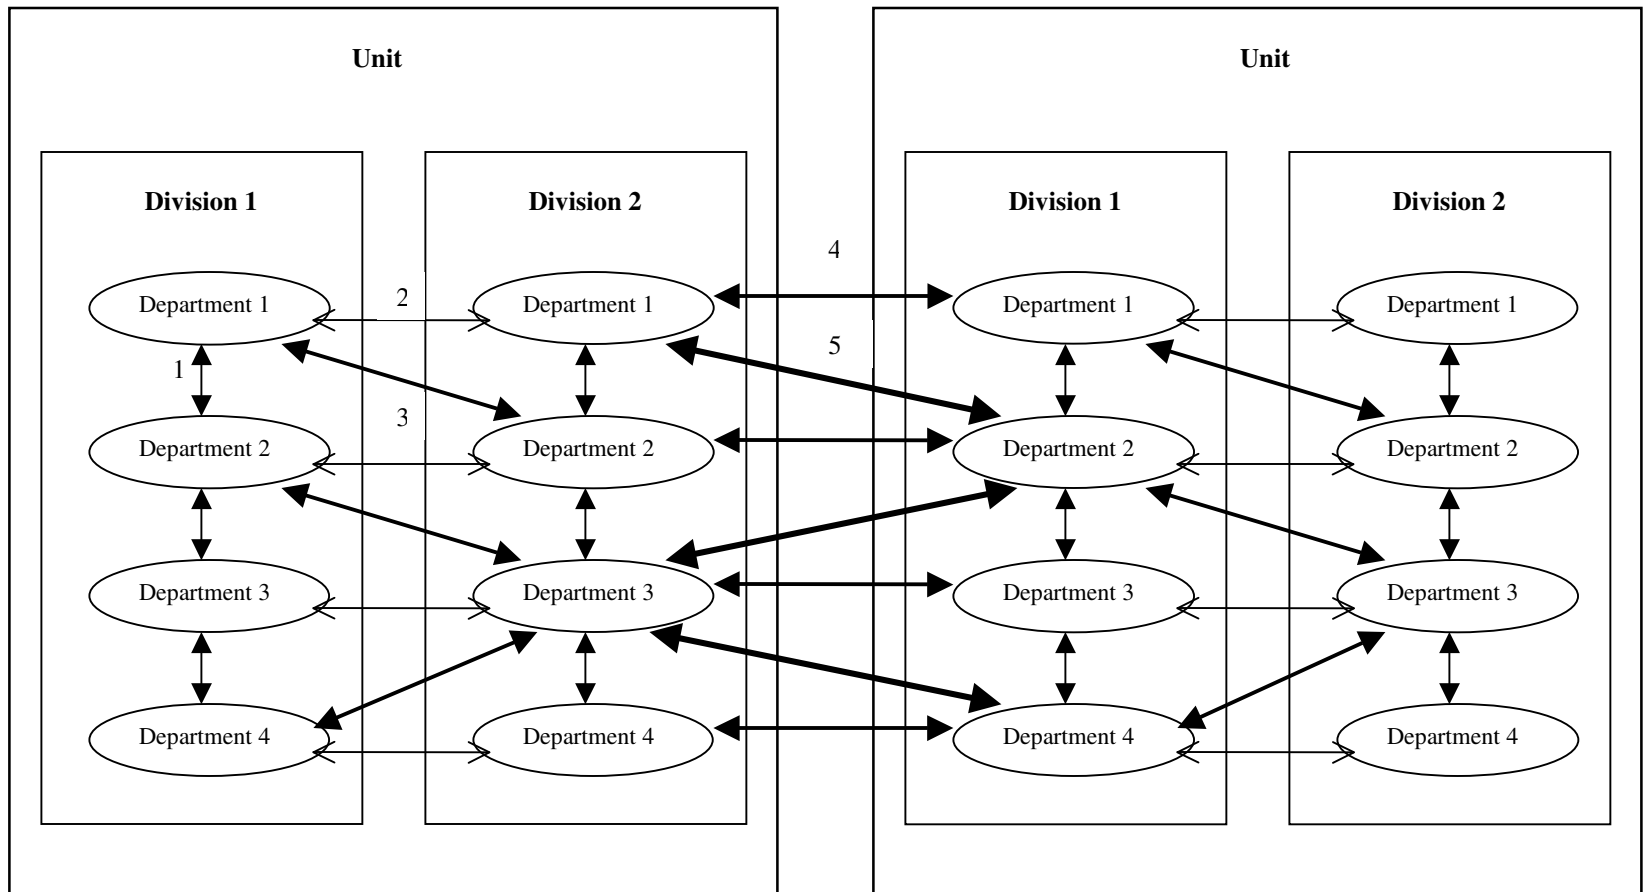 Unit
Unit
Division 1
Division 2
Division 1
Division 2
4
Department 1
2
Department 1
Department 1
Department 1
5
1
3
Department 2
Department 2
Department 2
Department 2
Department 3
Department 3
Department 3
Department 3
Department 4
Department 4
Department 4
Department 4